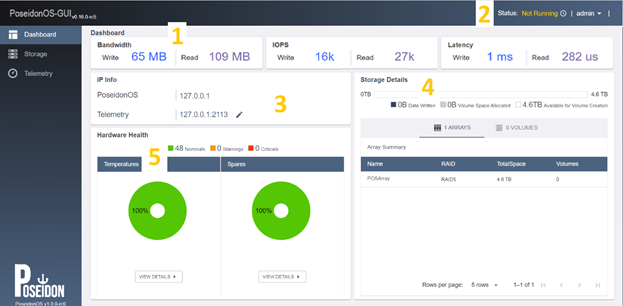 PoseidonOS-GUI v0.16.0-rc5
2
Status: Not Running | admin
Dashboard
Storage
Telemetry
Dashboard
1
Bandwidth
Write 65 MB Read 109 MB
IOPS
Write 16k Read 27k
Latency
Write 1 ms Read 282 us
IP Info
PoseidonOS 127.0.0.1
Telemetry 127.0.0.1:2113
3
Storage Details
4
0TB 4.6 TB
0B Data Written 0B Volume Space Allocated 4.6TB Available for Volume Creation
1 ARRAYS 0 VOLUMES
Array Summary
Name RAID TotalSpace Volumes
POSArray RAID5 4.6 TB 0
Rows per page: 5 rows 1-1 of 1
Hardware Health
5
48 Nominals 0 Warnings 0 Criticals
Temperatures Spares
100% 100%
VIEW DETAILS VIEW DETAILS
POSEIDON
PoseidonOS v1.0.0-rc0